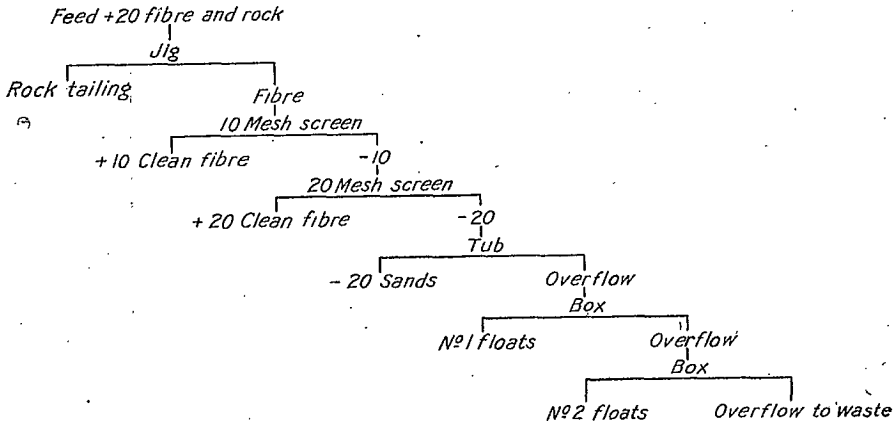 Feed +20 fibre and rock
Jig
Rock tailing
Fibre
10 Mesh screen
+10 Clean fibre
-10
20 Mesh screen
+20 Clean fibre
-20
Tub
-20 Sands
Overflow
Box
Nº1 floats
Overflow
Box
Nº2 floats
Overflow to waste